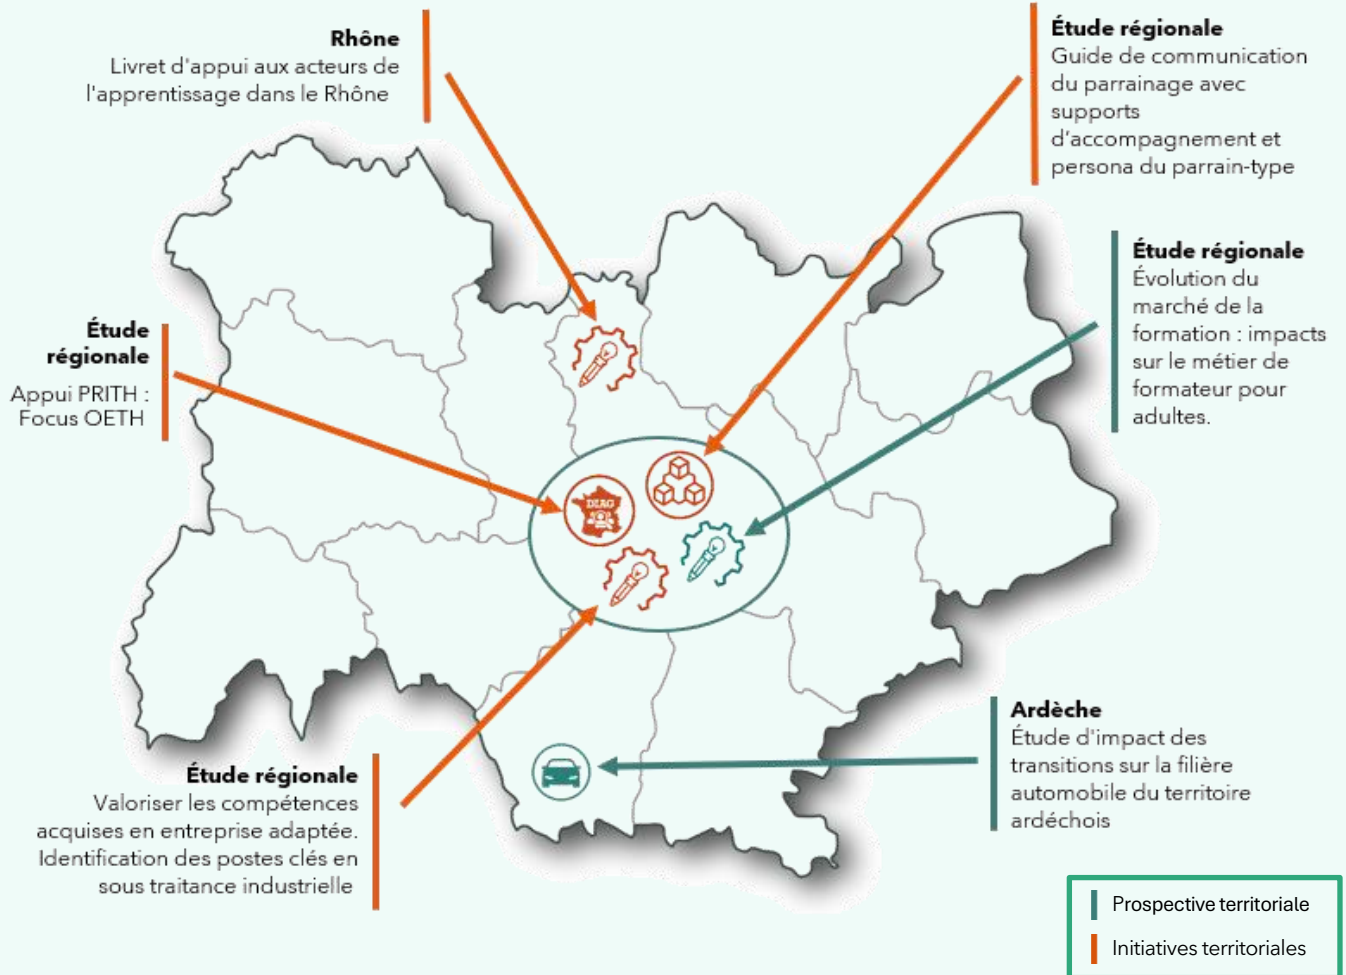 Rhône
Livret d'appui aux acteurs de
l'apprentissage dans le Rhône
Étude régionale
Guide de communication
du parrainage avec
supports
d'accompagnement et
persona du parrain-type
Étude régionale
Évolution du
marché de la
formation : impacts
sur le métier de
formateur pour
adultes.
Étude
régionale
Appui PRITH :
Focus OETH
DIAG
Ardèche
Étude d'impact des
transitions sur la filière
automobile du territoire
ardéchois
Étude régionale
Valoriser les compétences
acquises en entreprise adaptée.
Identification des postes clés en
sous traitance industrielle
Prospective territoriale
Initiatives territoriales